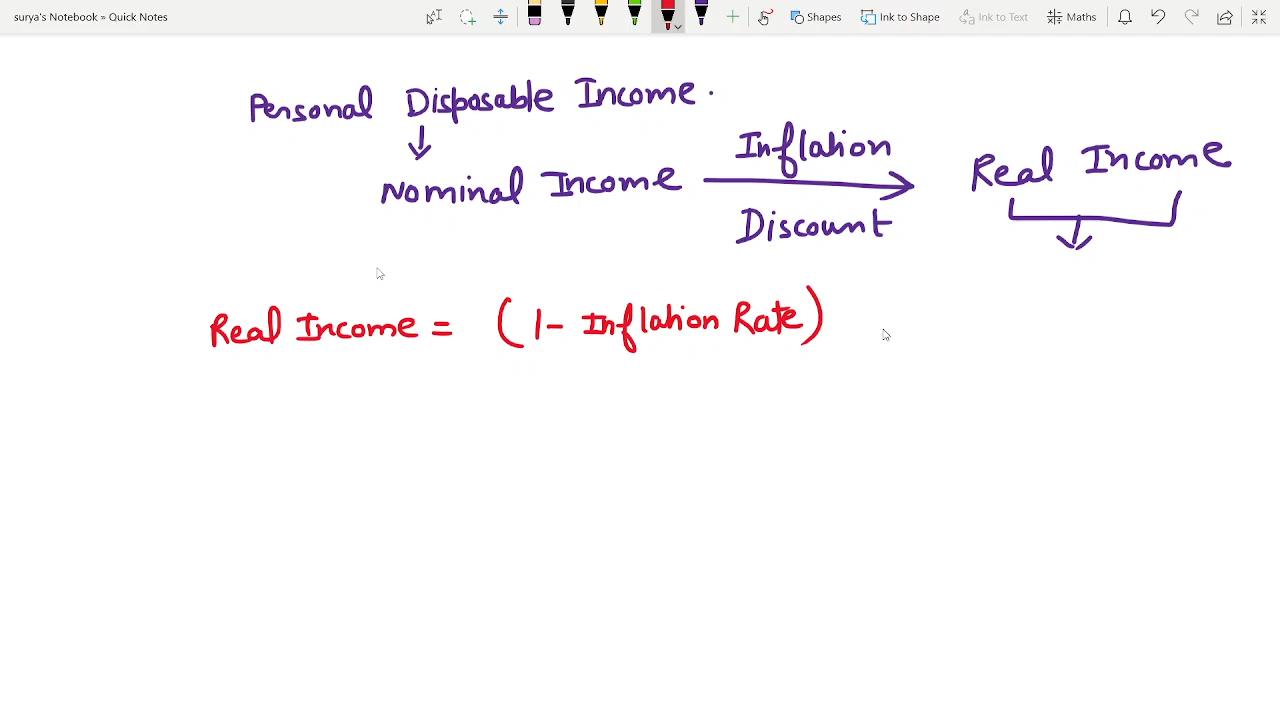 surya's Notebook » Quick Notes
Shapes Ink to Shape Ink to Text Maths
Personal Disposable Income.
Inflation
Nominal Income → Real Income
Discount
Real Income = (1 - Inflation Rate)